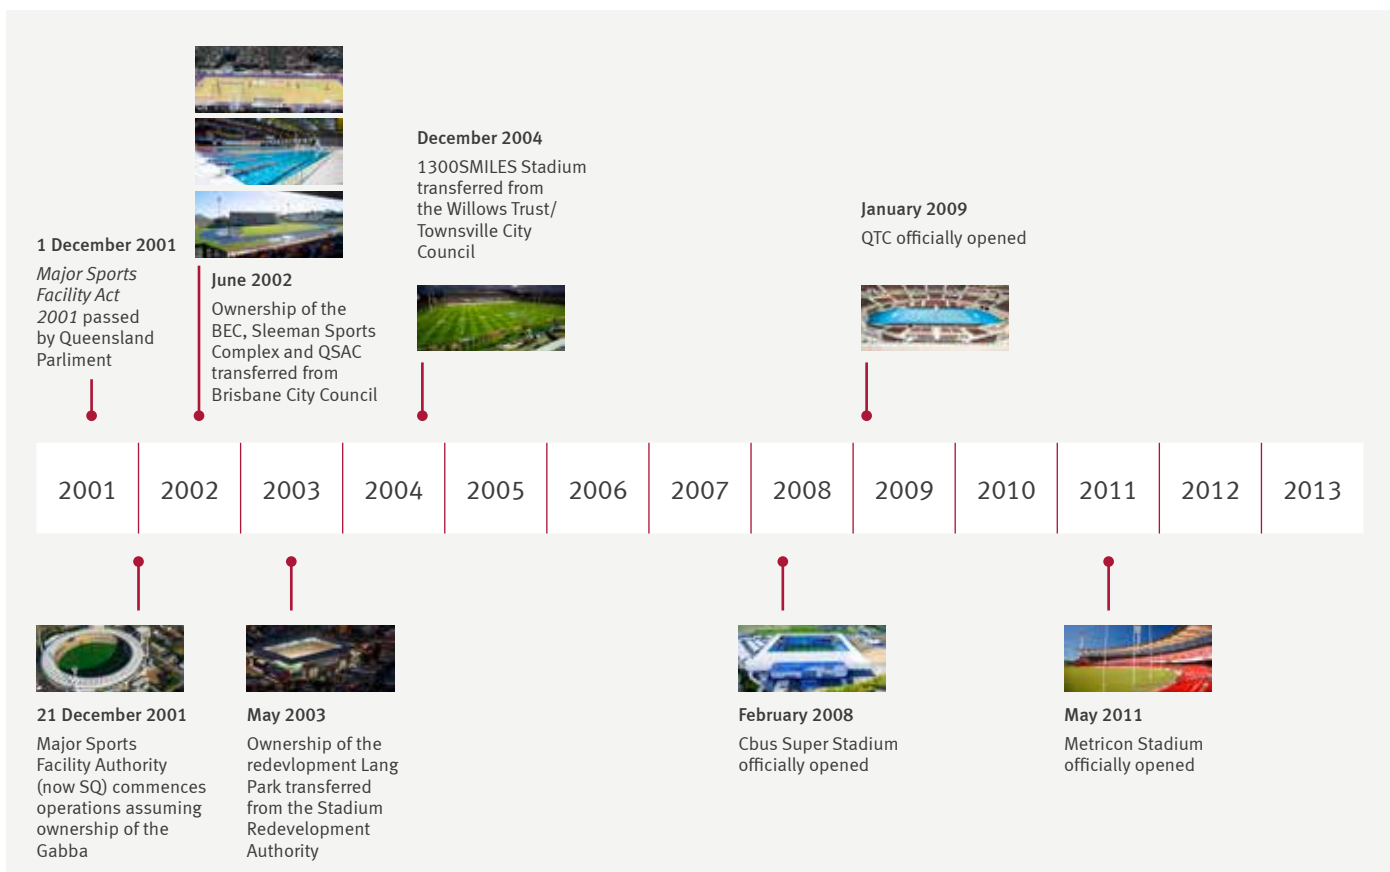 1 December 2001
Major Sports
Facility Act
2001 passed
by Queensland
Parliment
June 2002
Ownership of the
BEC, Sleeman Sports
Complex and QSAC
transferred from
Brisbane City Council
December 2004
1300SMILES Stadium
transferred from
the Willows Trust/
Townsville City
Council
January 2009
QTC officially opened
2001
2002
2003
2004
2005
2006
2007
2008
2009
2010
2011
2012
2013
21 December 2001
Major Sports
Facility Authority
(now SQ) commences
operations assuming
ownership of the
Gabba
May 2003
Ownership of the
redevlopment Lang
Park transferred
from the Stadium
Redevelopment
Authority
February 2008
Cbus Super Stadium
officially opened
May 2011
Metricon Stadium
officially opened